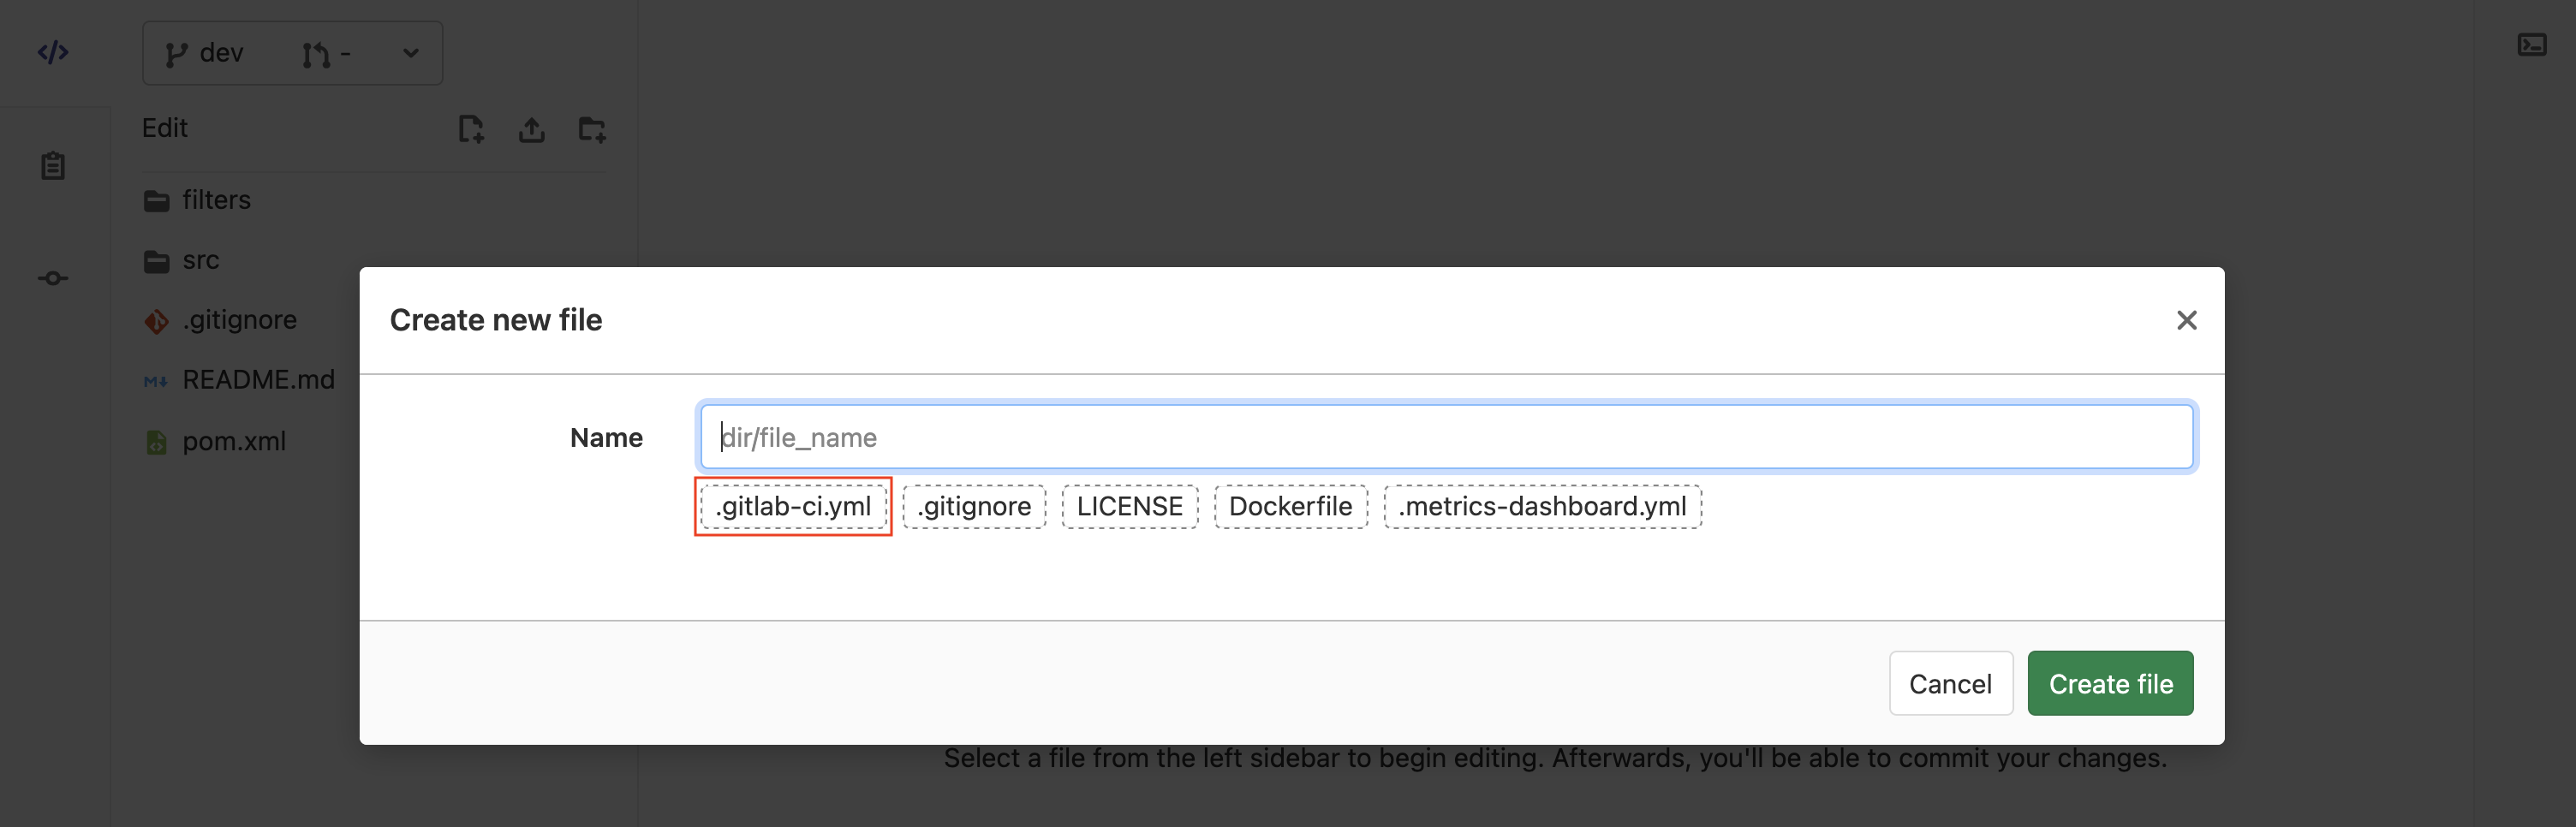 dev -
Edit
filters
src
.gitignore
README.md
pom.xml
Create new file
Name dir/file_name
.gitlab-ci.yml .gitignore LICENSE Dockerfile .metrics-dashboard.yml
Cancel Create file
Select a file from the left sidebar to begin editing. Afterwards, you'll be able to commit your changes.